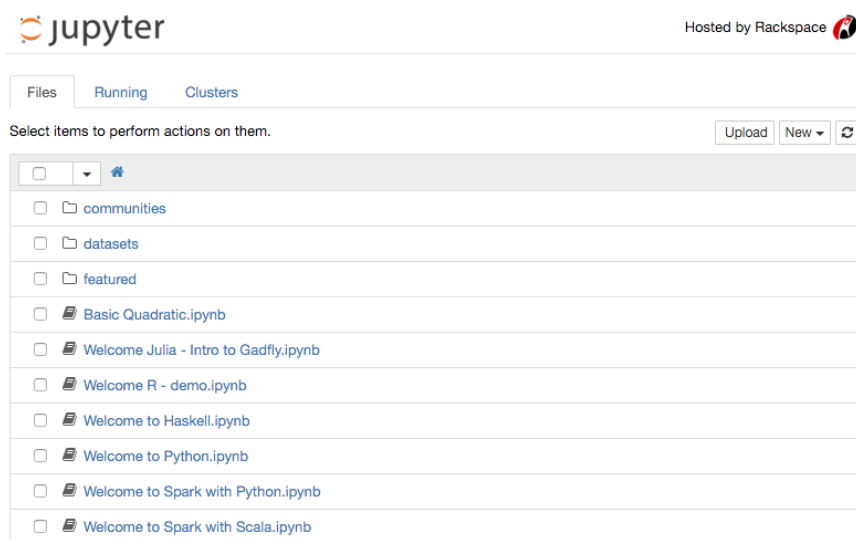 jupyter
Hosted by Rackspace
Files Running Clusters
Select items to perform actions on them.
Upload New
communities
datasets
featured
Basic Quadratic.ipynb
Welcome Julia - Intro to Gadfly.ipynb
Welcome R - demo.ipynb
Welcome to Haskell.ipynb
Welcome to Python.ipynb
Welcome to Spark with Python.ipynb
Welcome to Spark with Scala.ipynb